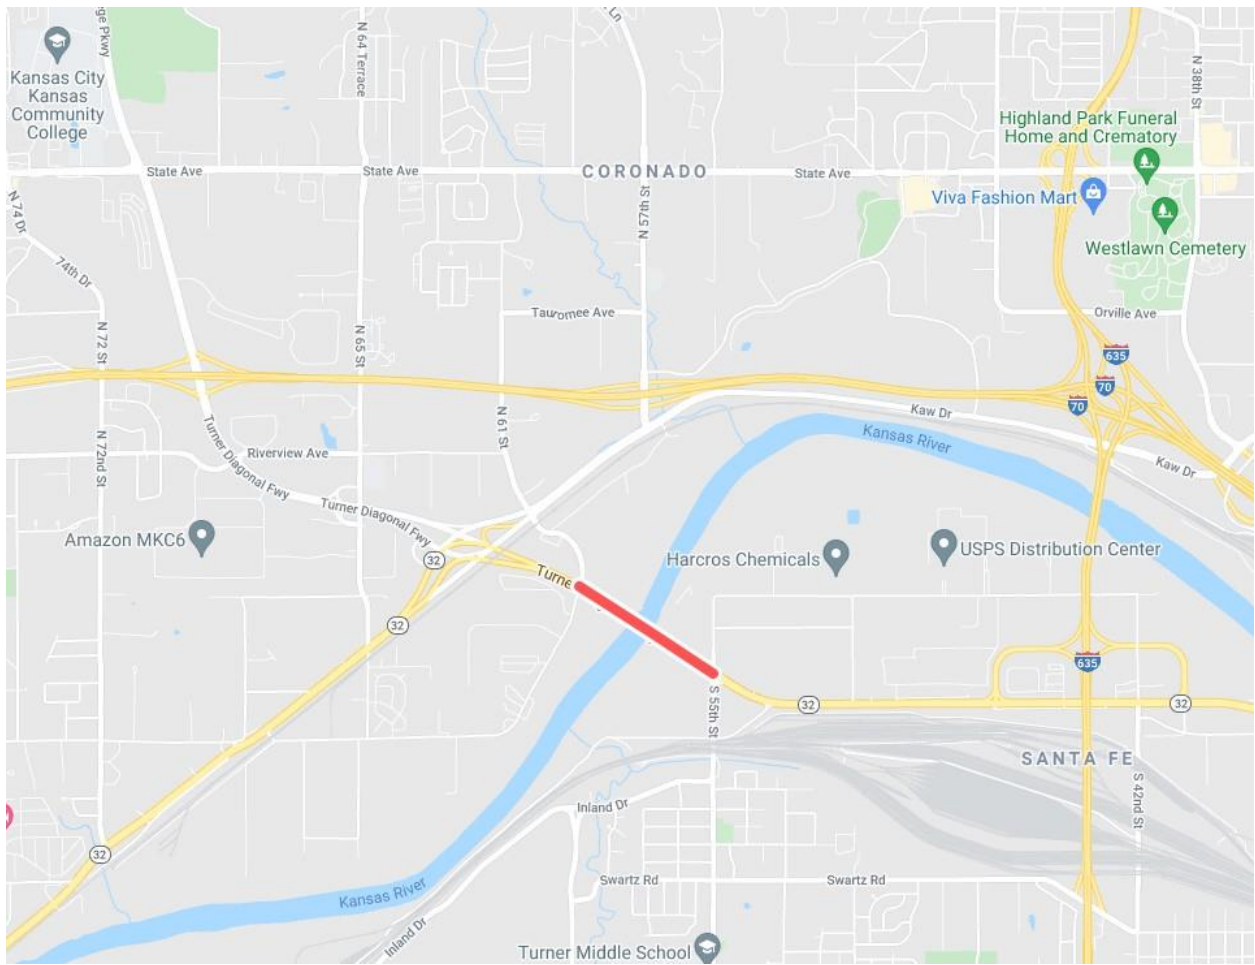 ge Pkwy
N 64 Terrace
Ln
N 38th St
Kansas City
Kansas
Community
College
Highland Park Funeral
Home and Crematory
State Ave
State Ave
CORONADO
State Ave
Viva Fashion Mart
N 74 Dr
N 57th St
Westlawn Cemetery
74th Dr
Tauromee Ave
Orville Ave
N 72 St
N 65 St
635
70
70
N 61 St
Kaw Dr
Turner Diagonal Fwy
Kansas River
N 72nd St
Riverview Ave
Kaw Dr
Turner Diagonal Fwy
Amazon MKC6
32
Harcros Chemicals
USPS Distribution Center
Turne
32
635
S 55th St
32
32
SANTA FE
S 42nd St
Inland Dr
32
Swartz Rd
Swartz Rd
Kansas River
Inland Dr
Turner Middle School